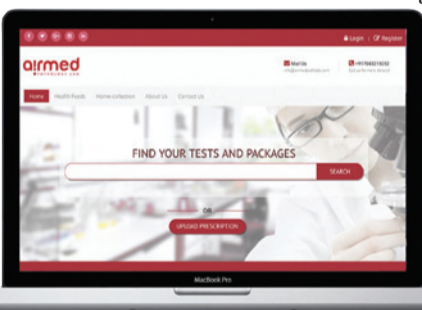 Login | Register
airmed
PATHOLOGY LAB
Mail Us
Home Health Feeds Home collection About Us Contact Us
FIND YOUR TESTS AND PACKAGES
SEARCH
OR
UPLOAD PRESCRIPTION
MacBook Pro